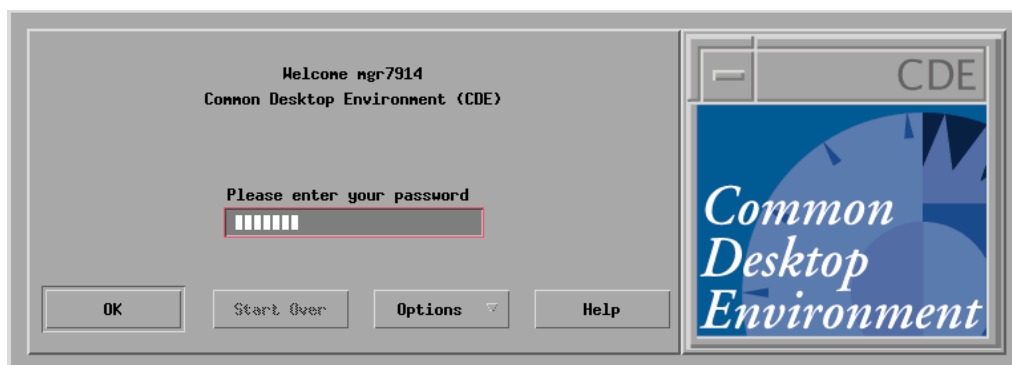 Welcome mgr7914
Common Desktop Environment (CDE)
Please enter your password
OK
Start Over
Options
Help
CDE
Common
Desktop
Environment